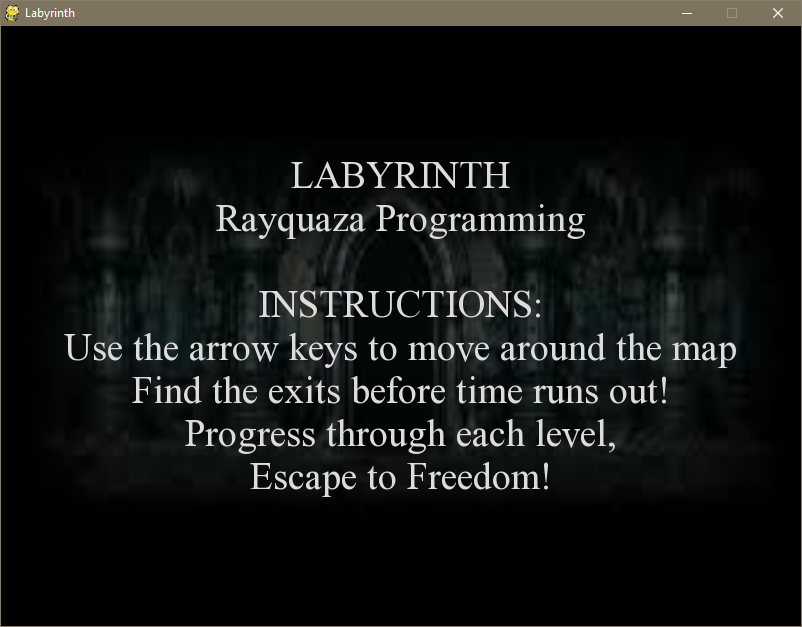 Labyrinth
LABYRINTH
Rayquaza Programming
INSTRUCTIONS:
Use the arrow keys to move around the map
Find the exits before time runs out!
Progress through each level,
Escape to Freedom!